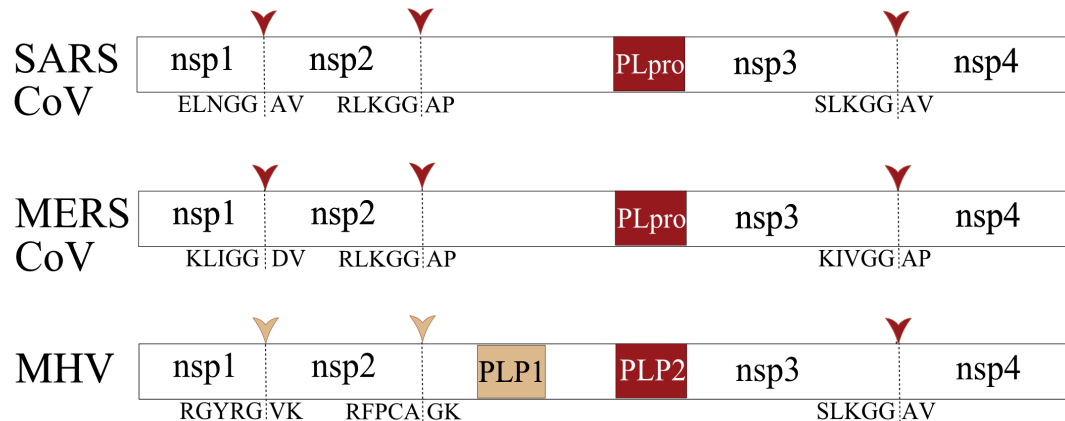 SARS CoV
nsp1 nsp2 PLpro nsp3 nsp4
ELNGG AV RLKGG AP SLKGG AV
MERS CoV
nsp1 nsp2 PLpro nsp3 nsp4
KLIGG DV RLKGG AP KIVGG AP
MHV
nsp1 nsp2 PLP1 PLP2 nsp3 nsp4
RGYRG VK RFPCA GK SLKGG AV